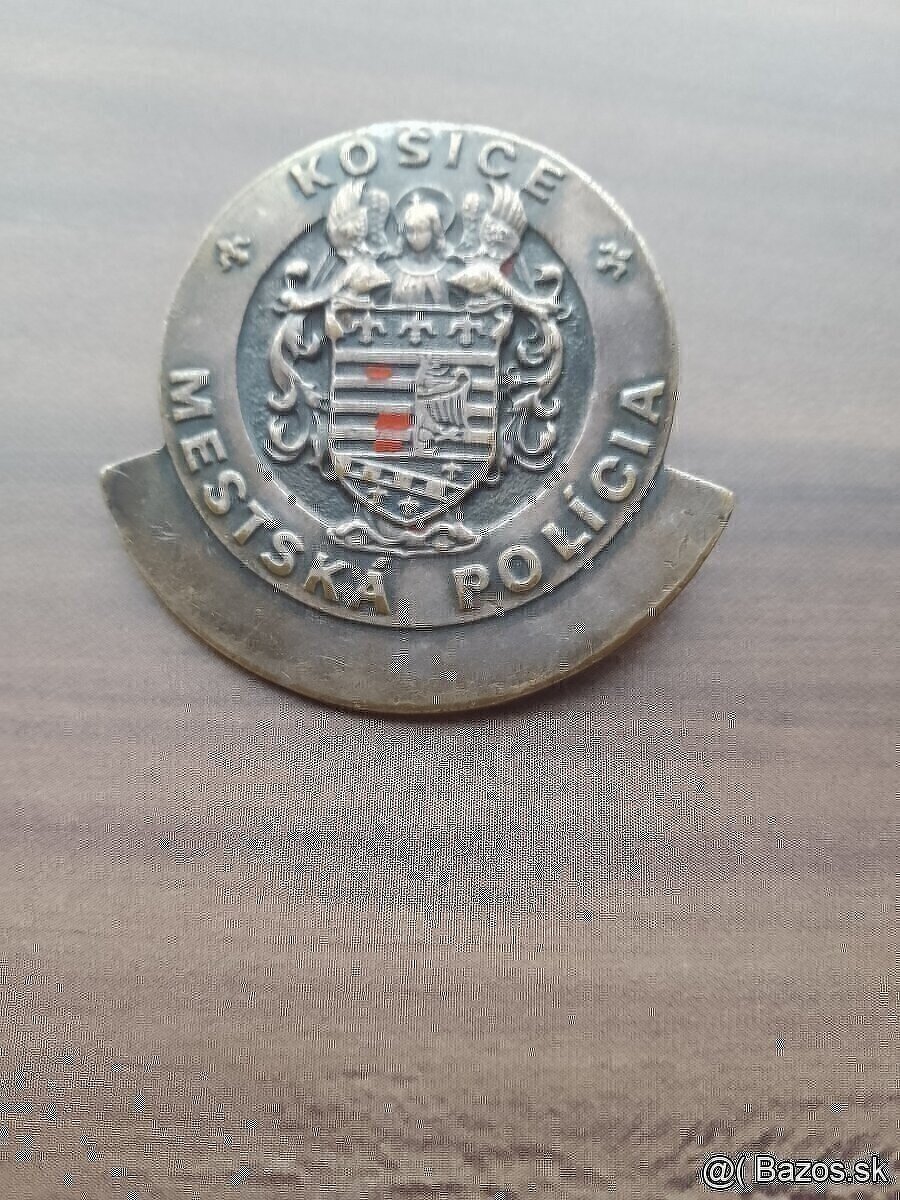 KOŠICE
MESTSKÁ POLÍCIA
@( Bazos.sk